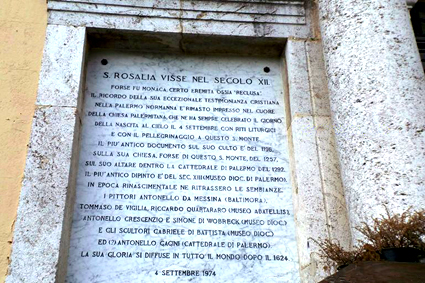 S. ROSALIA VISSE NEL SECOLO XII.
FORSE FU MONACA, CERTO EREMITA OSSIA "RECLUSA".
IL RICORDO DELLA SUA ECCEZIONALE TESTIMONIANZA CRISTIANA
NELLA PALERMO NORMANNA È RIMASTO IMPRESSO NEL CUORE
DELLA CHIESA PALERMITANA, CHE NE HA SEMPRE CELEBRATO IL GIORNO
DELLA NASCITA AL CIELO IL 4 SETTEMBRE, CON RITI LITURGICI
E CON IL PELLEGRINAGGIO A QUESTO S. MONTE.
IL PIU' ANTICO DOCUMENTO SUL SUO CULTO È DEL 1196,
SULLA SUA CHIESA, FORSE DI QUESTO S. MONTE, DEL 1257,
SUL SUO ALTARE DENTRO LA CATTEDRALE DI PALERMO DEL 1292.
IL PIU' ANTICO DIPINTO È DEL SEC. XIII (MUSEO DIOC. DI PALERMO).
IN EPOCA RINASCIMENTALE NE RITRASSERO LE SEMBIANZE:
I PITTORI ANTONELLO DA MESSINA (BALTIMORA),
TOMMASO DE VIGILIA, RICCARDO QUARTARARO (MUSEO ABATELLIS),
ANTONELLO CRESCENZIO E SIMONE DI WOBRECK (MUSEO DIOC.)
E GLI SCULTORI GABRIELE DI BATTISTA (MUSEO DIOC.)
ED (?) ANTONELLO GAGINI (CATTEDRALE DI PALERMO).
LA SUA GLORIA SI DIFFUSE IN TUTTO IL MONDO DOPO IL 1624.
4 SETTEMBRE 1974